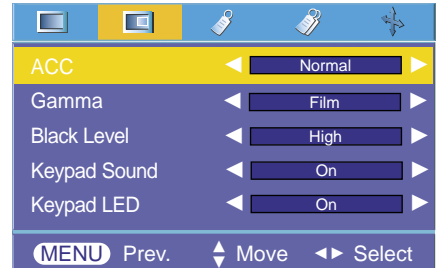 ACC Normal
Gamma Film
Black Level High
Keypad Sound On
Keypad LED On
MENU Prev. Move Select